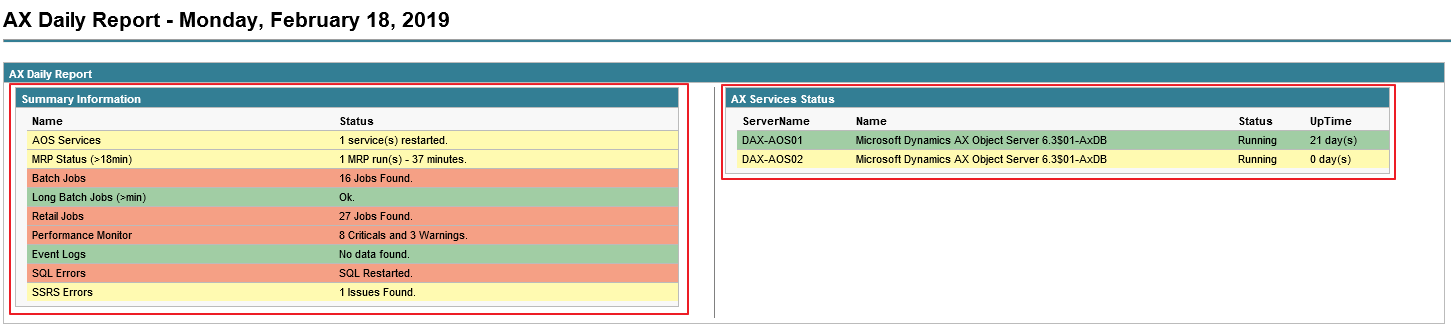 AX Daily Report - Monday, February 18, 2019
AX Daily Report
Summary Information
Name Status
AOS Services 1 service(s) restarted.
MRP Status (>18min) 1 MRP run(s) - 37 minutes.
Batch Jobs 16 Jobs Found.
Long Batch Jobs (>min) Ok.
Retail Jobs 27 Jobs Found.
Performance Monitor 8 Criticals and 3 Warnings.
Event Logs No data found.
SQL Errors SQL Restarted.
SSRS Errors 1 Issues Found.
AX Services Status
ServerName Name Status UpTime
DAX-AOS01 Microsoft Dynamics AX Object Server 6.3$01-AxDB Running 21 day(s)
DAX-AOS02 Microsoft Dynamics AX Object Server 6.3$01-AxDB Running 0 day(s)